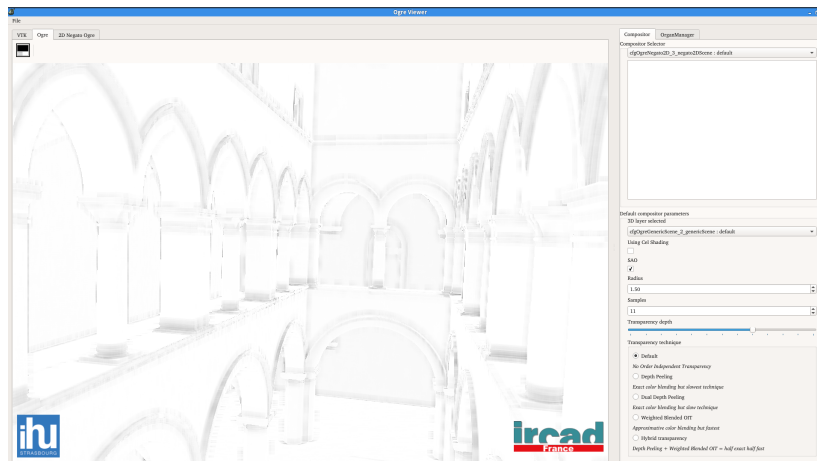 Ogre Viewer
File
VTK Ogre 2D Negato Ogre
Compositor OrganManager
Compositor Selector
cfgOgreNegato2D_3_negato2DScene : default
Default compositor parameters
3D layer selected
cfgOgreGenericScene_2_genericScene : default
Using Cel Shading
SAO
Radius
1.50
Samples
11
Transparency depth
Transparency technique
Default
No Order Independent Transparency
Depth Peeling
Exact color blending but slowest technique
Dual Depth Peeling
Exact color blending but slow technique
Weighted Blended OIT
Approximative color blending but fastest
Hybrid transparency
Depth Peeling + Weighted Blended OIT = half exact half fast
ihu
STRASBOURG
ircad
France